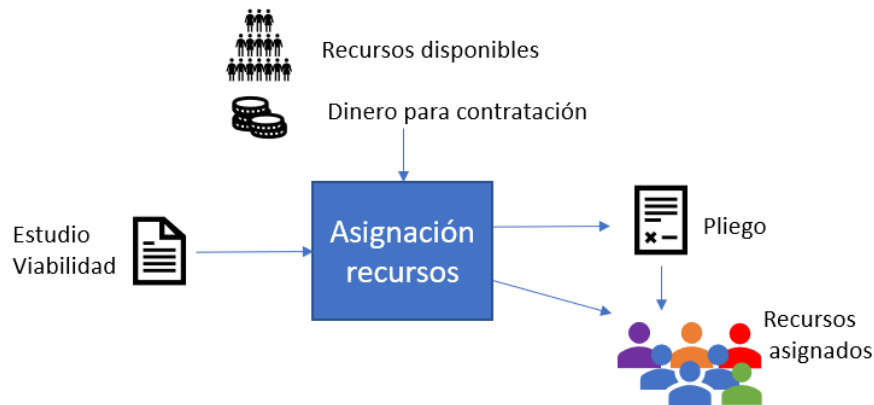 Recursos disponibles
Dinero para contratación
Estudio
Viabilidad
Asignación
recursos
Pliego
Recursos
asignados